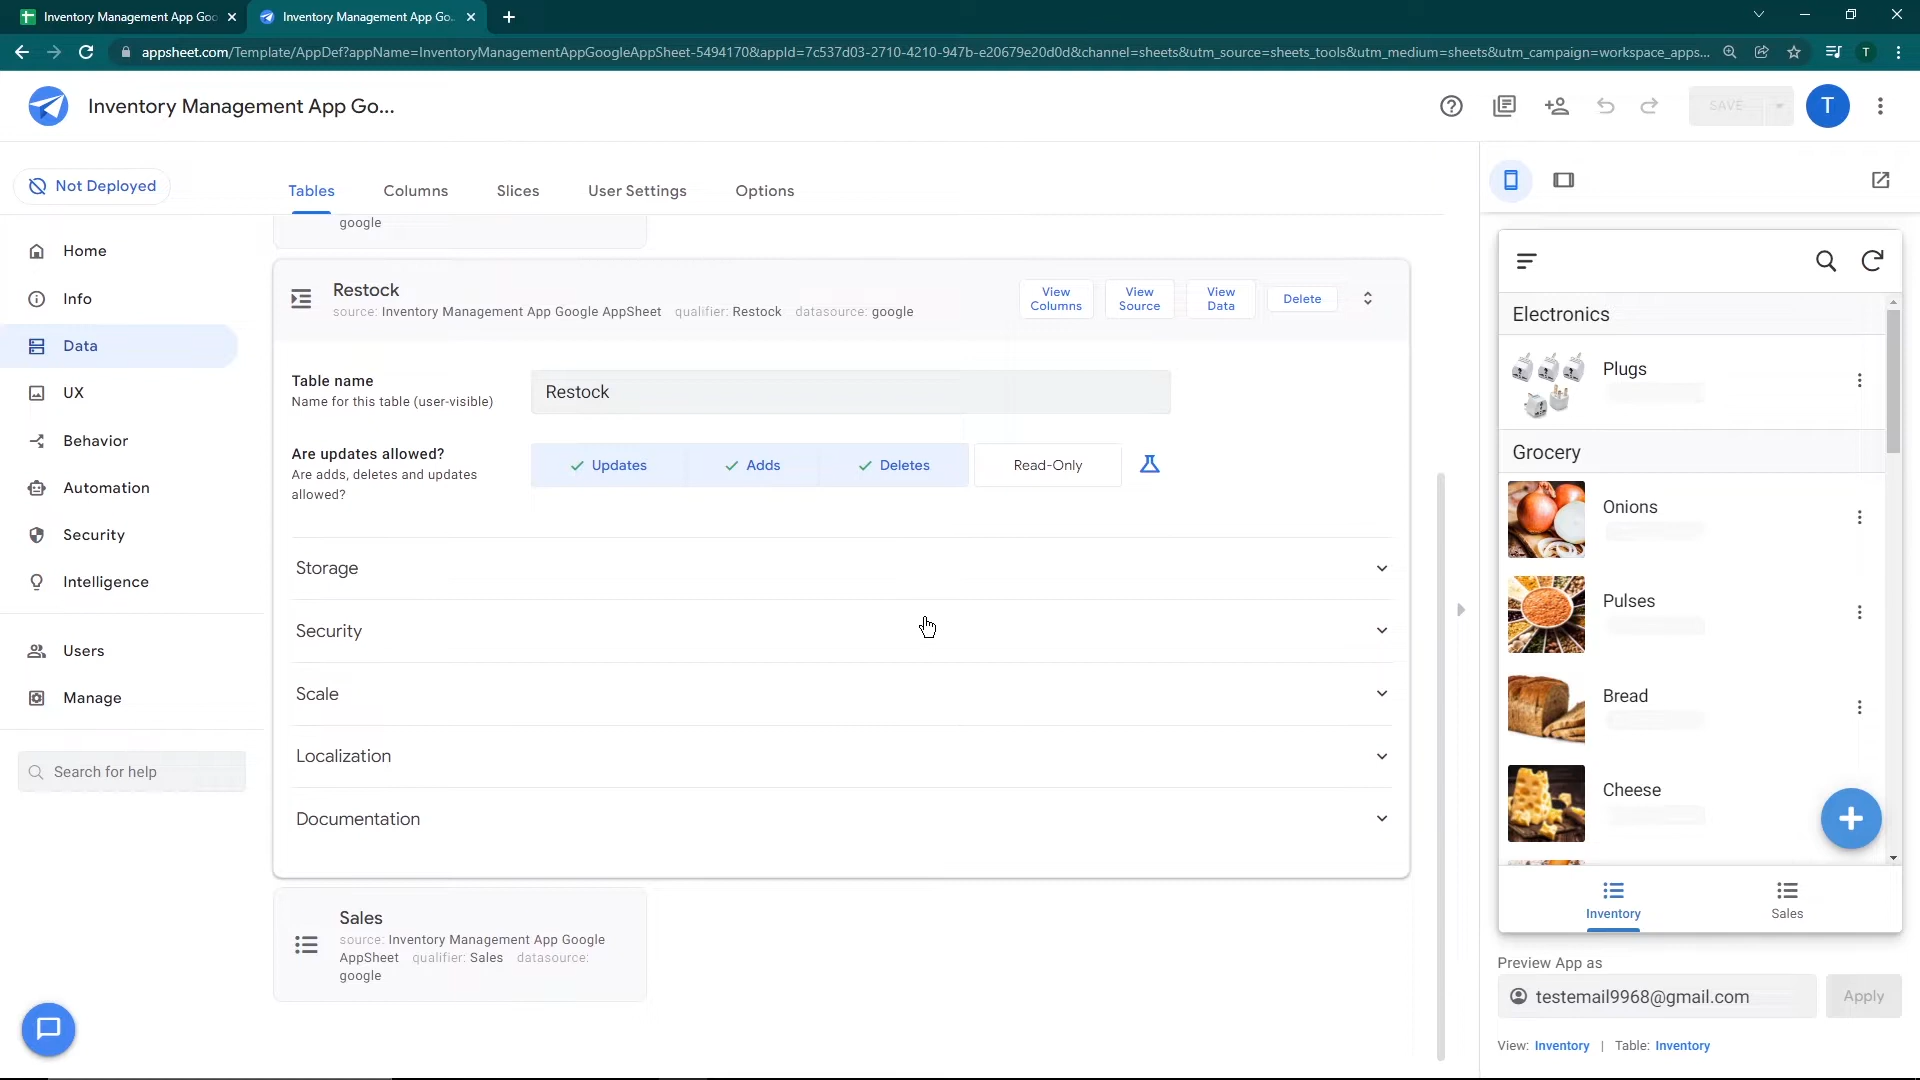 Inventory Management App Goo
Inventory Management App Go...
appsheet.com/Template/AppDef?appName=InventoryManagementAppGoogleAppSheet-5494170&appId=7c537d03-2710-4210-947b-e20679e20d0d&channel=sheets&utm_source=sheets_tools&utm_medium=sheets&utm_campaign=workspace_apps...
T
Inventory Management App Go...
SAVE
T
Not Deployed
Tables
Columns
Slices
User Settings
Options
Home
Info
Data
UX
Behavior
Automation
Security
Intelligence
Users
Manage
Search for help
google
Restock
source: Inventory Management App Google AppSheet qualifier: Restock datasource: google
View Columns
View Source
View Data
Delete
Table name
Name for this table (user-visible)
Restock
Are updates allowed?
Are adds, deletes and updates
allowed?
Updates
Adds
Deletes
Read-Only
Storage
Security
Scale
Localization
Documentation
Sales
source: Inventory Management App Google
AppSheet qualifier: Sales datasource:
google
Electronics
Plugs
Grocery
Onions
Pulses
Bread
Cheese
Inventory
Sales
Preview App as
testemail9968@gmail.com
Apply
View: Inventory | Table: Inventory